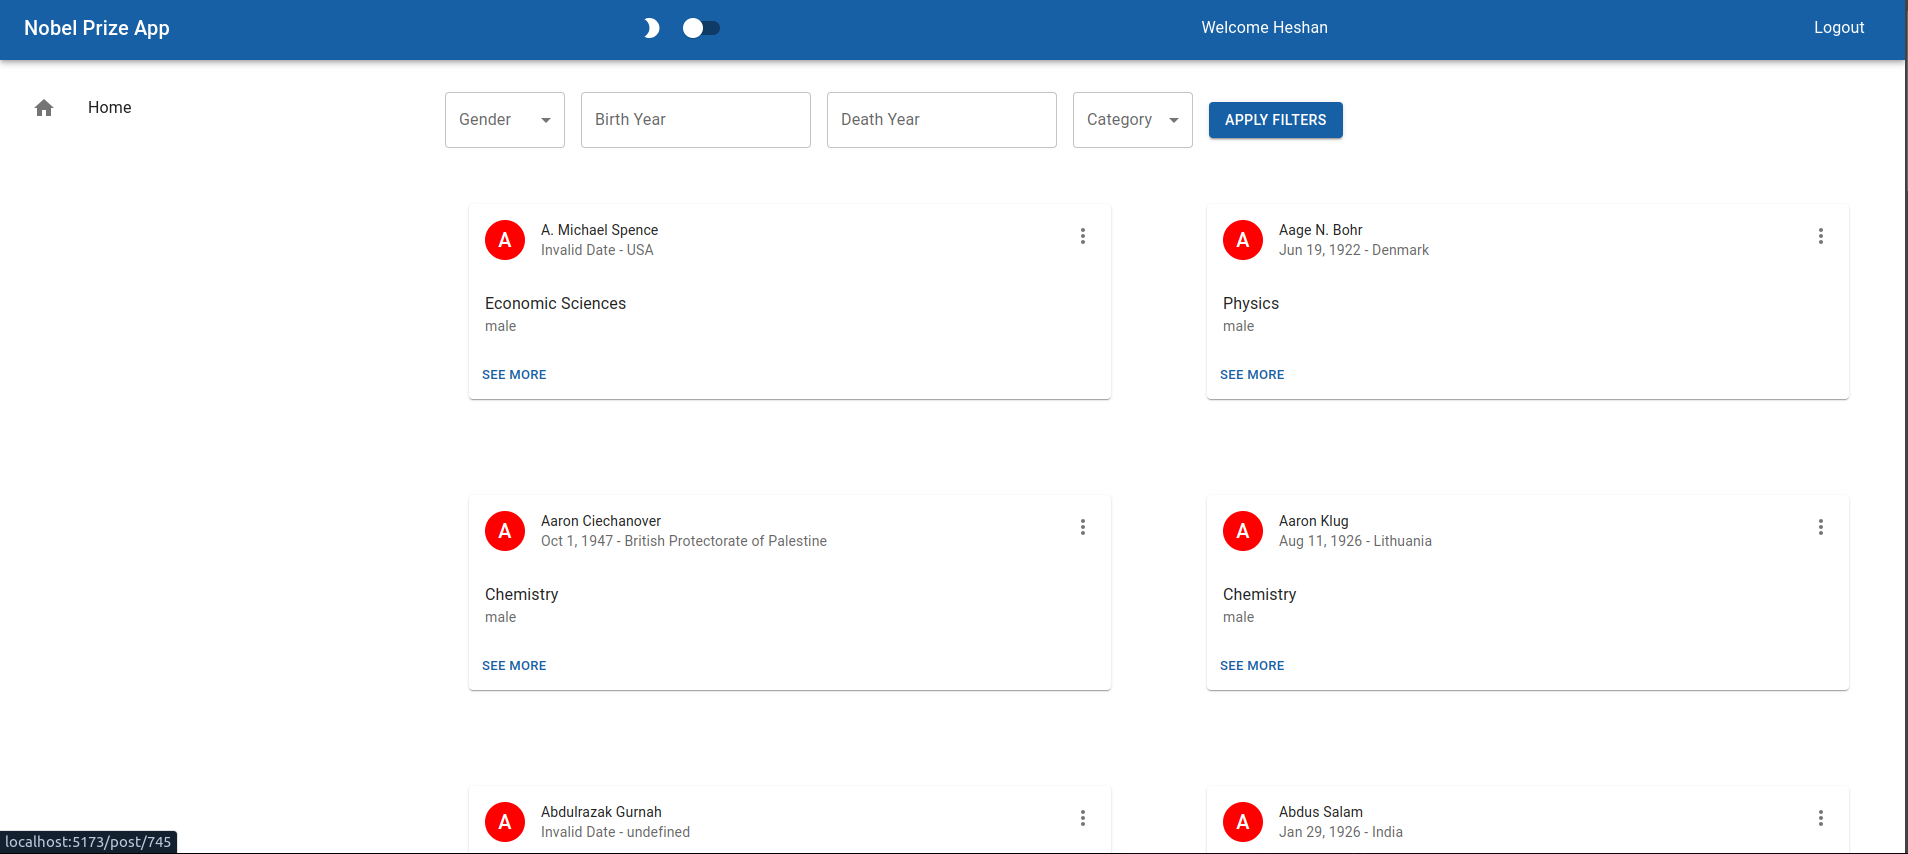 Nobel Prize App
Welcome Heshan
Logout
Home
Gender
Birth Year
Death Year
Category
APPLY FILTERS
A
A. Michael Spence
Invalid Date - USA
Economic Sciences
male
SEE MORE
A
Aage N. Bohr
Jun 19, 1922 - Denmark
Physics
male
SEE MORE
A
Aaron Ciechanover
Oct 1, 1947 - British Protectorate of Palestine
Chemistry
male
SEE MORE
A
Aaron Klug
Aug 11, 1926 - Lithuania
Chemistry
male
SEE MORE
A
Abdulrazak Gurnah
Invalid Date - undefined
A
Abdus Salam
Jan 29, 1926 - India
localhost:5173/post/745